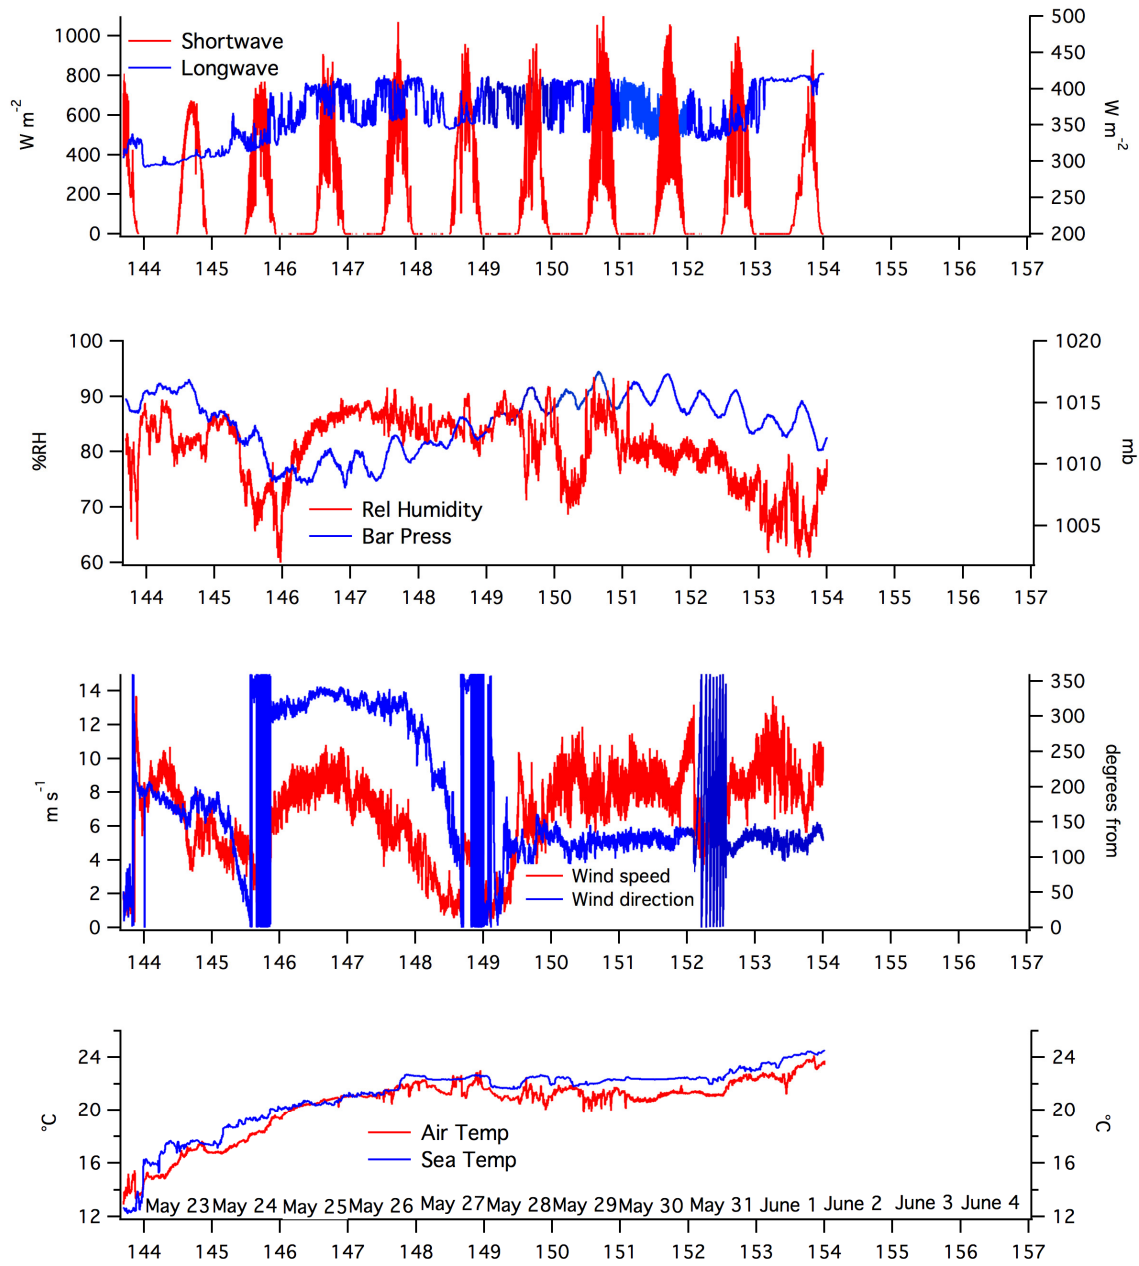 1000
800
600
400
200
0
W m-2
Shortwave
Longwave
500
450
400
350
300
250
200
W m-2
144 145 146 147 148 149 150 151 152 153 154 155 156 157
100
90
80
70
60
%RH
Rel Humidity
Bar Press
1020
1015
1010
1005
mb
144 145 146 147 148 149 150 151 152 153 154 155 156 157
14
12
10
8
6
4
2
0
m s-1
Wind speed
Wind direction
350
300
250
200
150
100
50
0
degrees from
144 145 146 147 148 149 150 151 152 153 154 155 156 157
24
20
16
12
°C
Air Temp
Sea Temp
24
20
16
12
°C
May 23 May 24 May 25 May 26 May 27 May 28 May 29 May 30 May 31 June 1 June 2 June 3 June 4
144 145 146 147 148 149 150 151 152 153 154 155 156 157